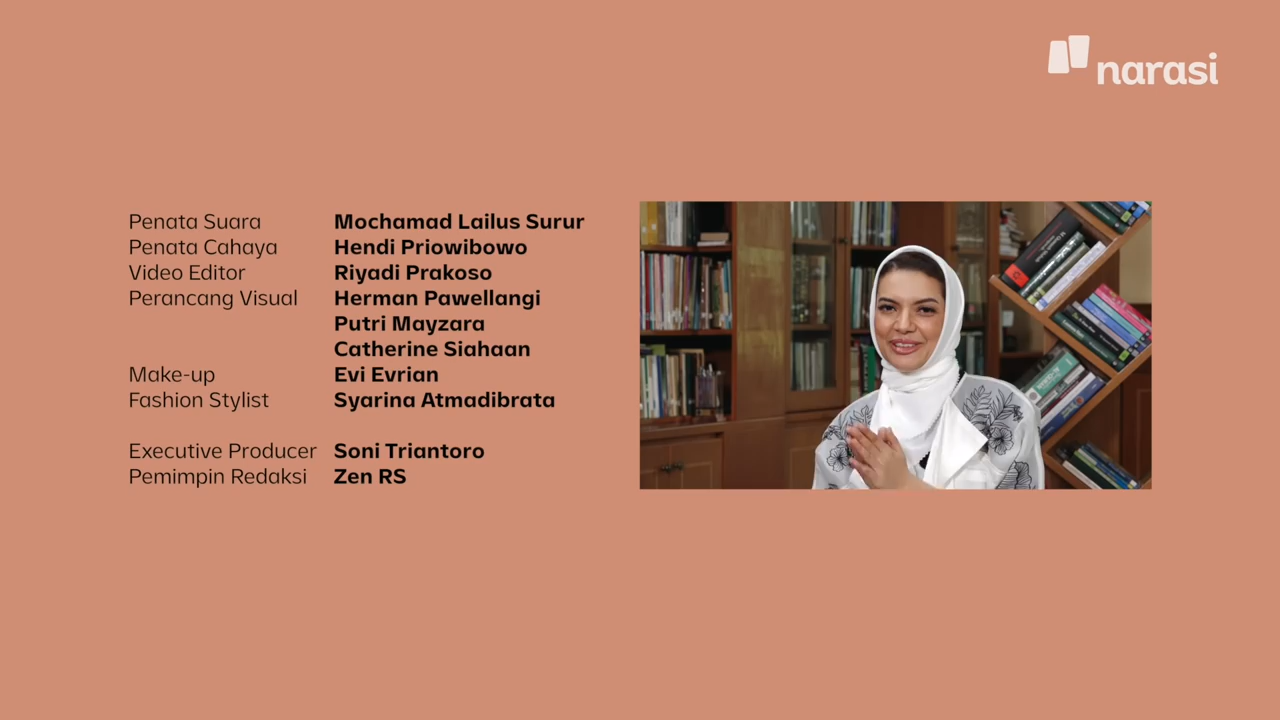 narasi
Penata Suara Mochamad Lailus Surur
Penata Cahaya Hendi Priowibowo
Video Editor Riyadi Prakoso
Perancang Visual Herman Pawellangi
Putri Mayzara
Catherine Siahaan
Make-up Evi Evrian
Fashion Stylist Syarina Atmadibrata
Executive Producer Soni Triantoro
Pemimpin Redaksi Zen RS